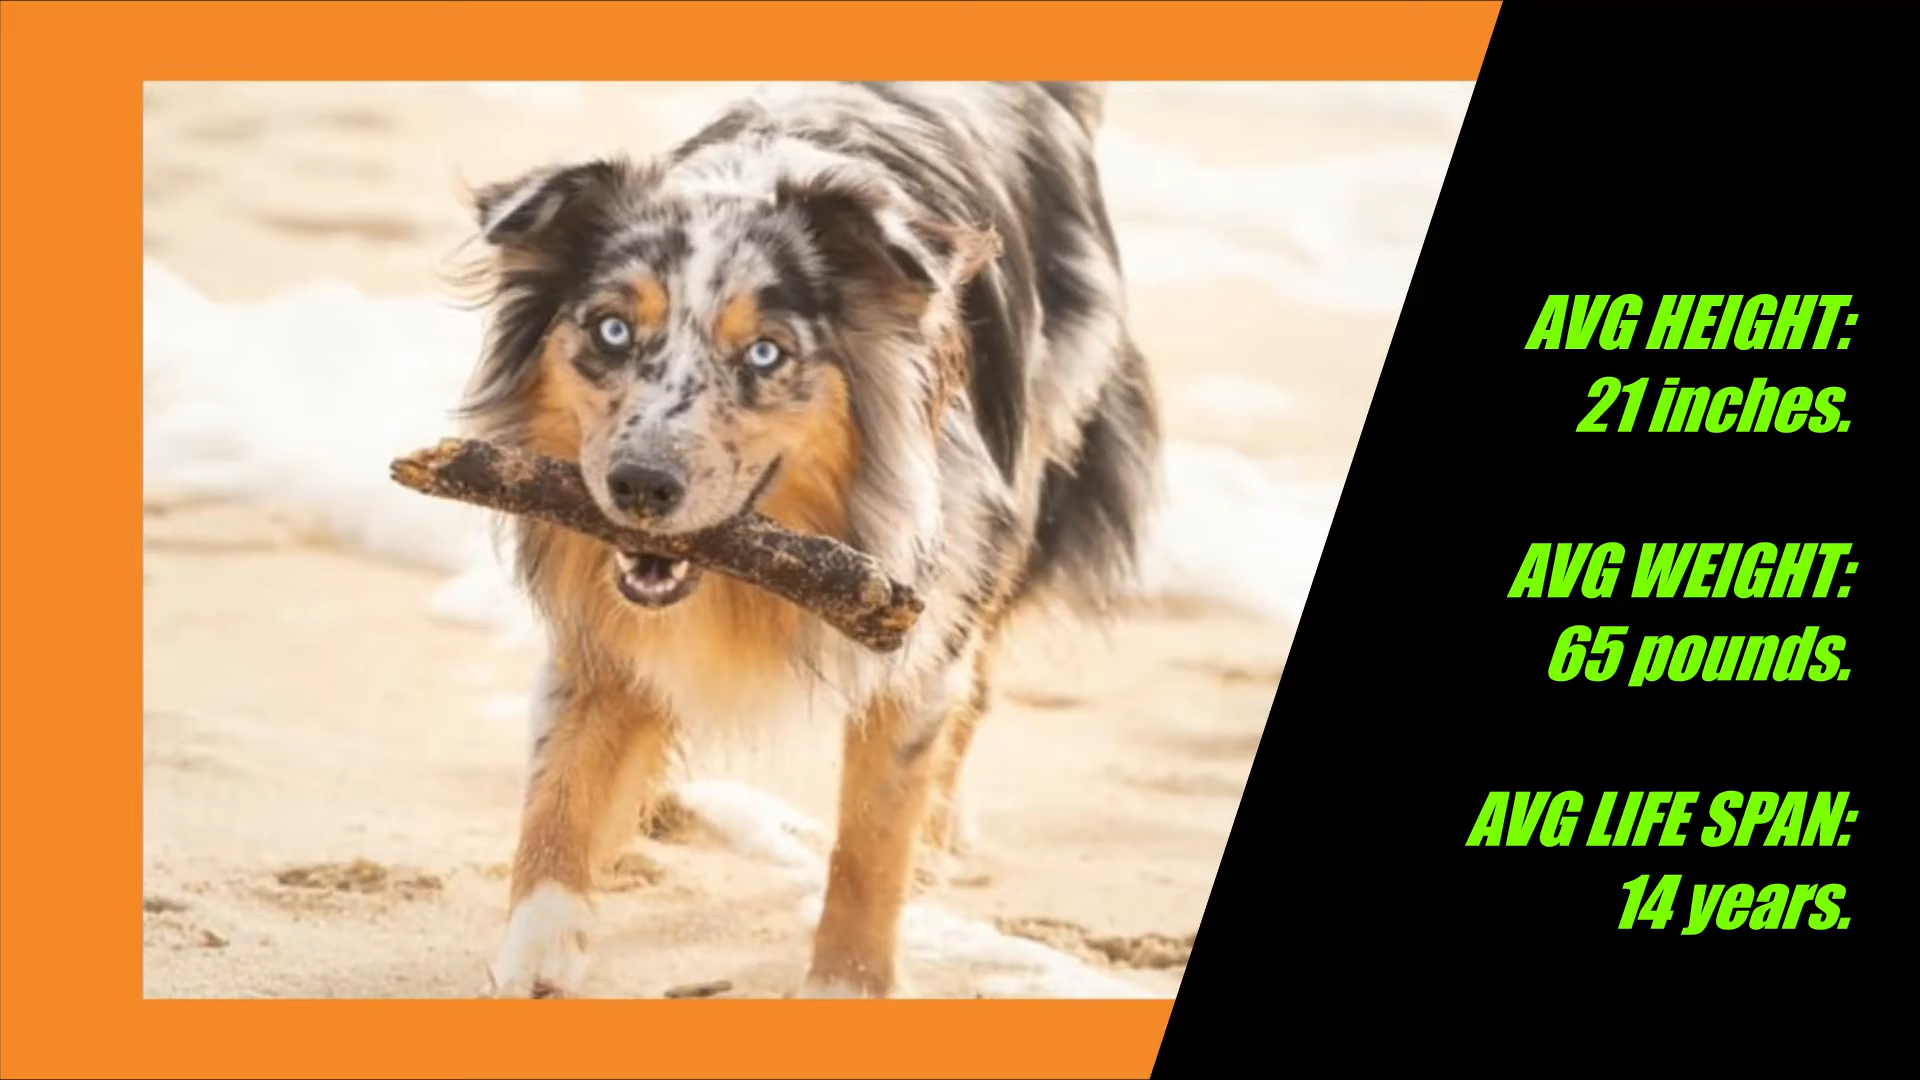 AVG HEIGHT:
21 inches.
AVG WEIGHT:
65 pounds.
AVG LIFE SPAN:
14 years.